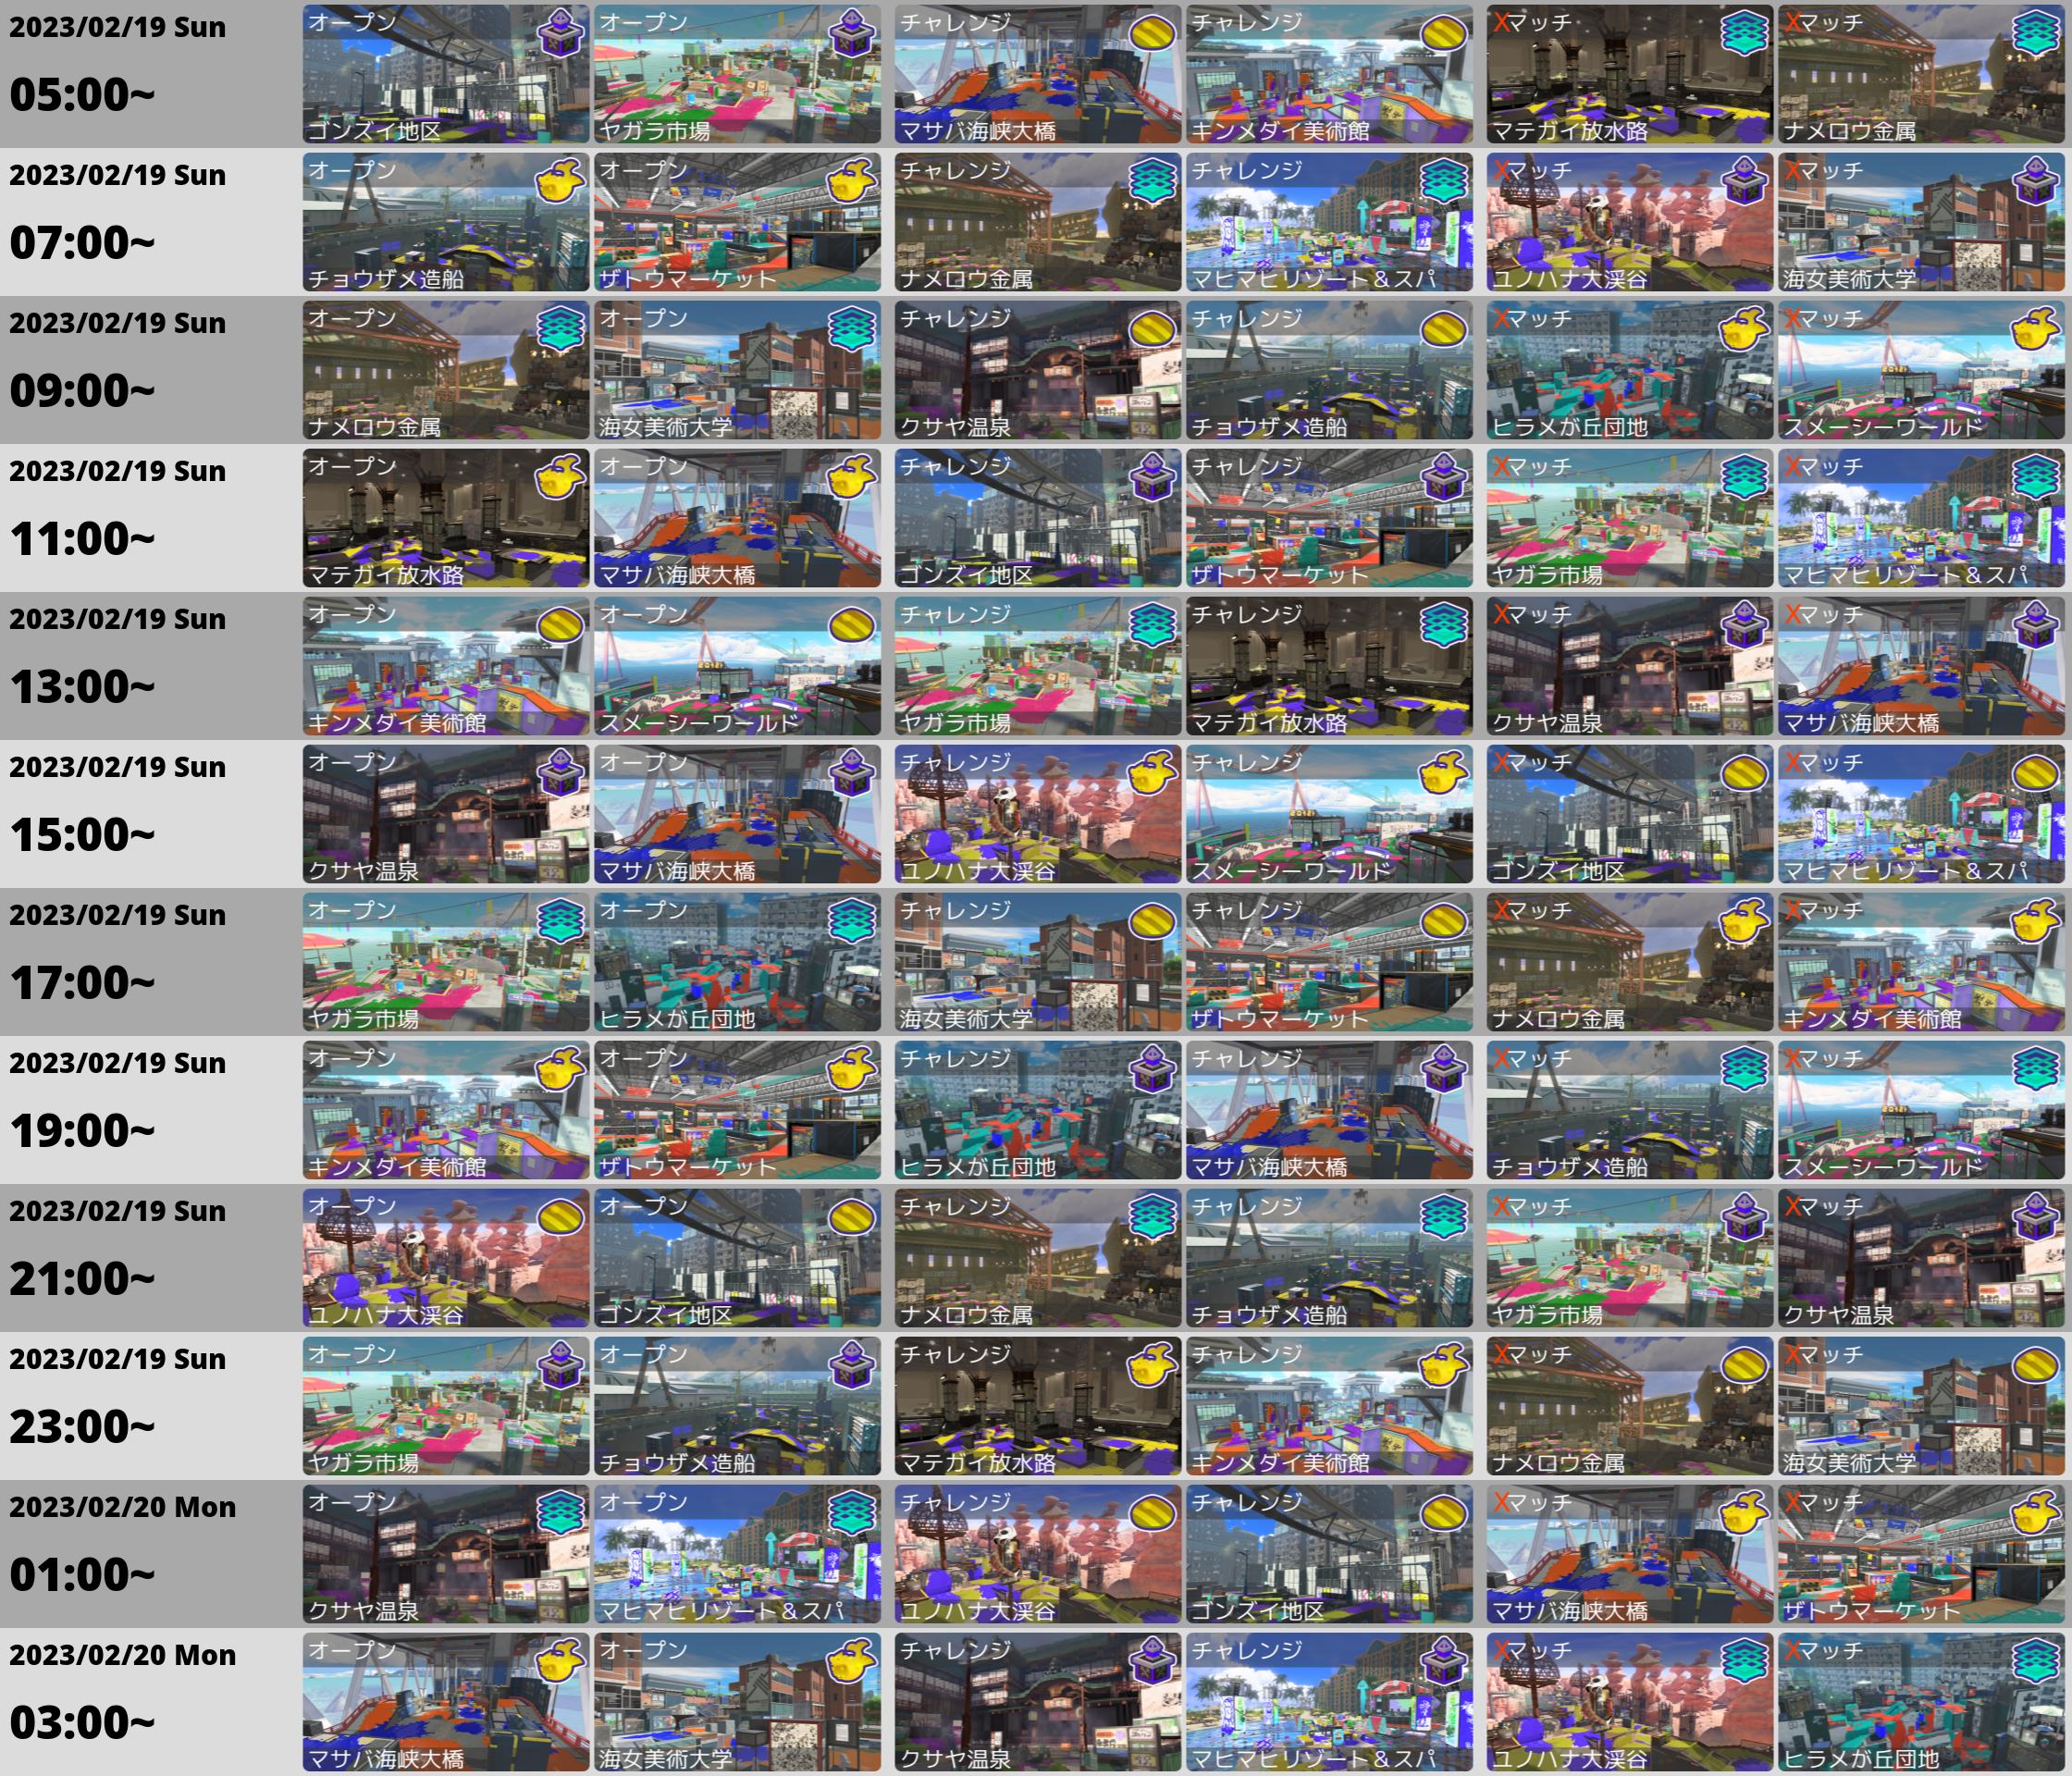 2023/02/19 Sun
05:00~
オープン
ゴンズイ地区
オープン
ヤガラ市場
チャレンジ
マサバ海峡大橋
チャレンジ
キンメダイ美術館
Xマッチ
マテガイ放水路
Xマッチ
ナメロウ金属
2023/02/19 Sun
07:00~
オープン
チョウザメ造船
オープン
ザトウマーケット
チャレンジ
ナメロウ金属
チャレンジ
マヒマヒリゾート＆スパ
Xマッチ
ユノハナ大渓谷
Xマッチ
海女美術大学
2023/02/19 Sun
09:00~
オープン
ナメロウ金属
オープン
海女美術大学
チャレンジ
クサヤ温泉
チャレンジ
チョウザメ造船
Xマッチ
ヒラメが丘団地
Xマッチ
スメーシーワールド
2023/02/19 Sun
11:00~
オープン
マテガイ放水路
オープン
マサバ海峡大橋
チャレンジ
ゴンズイ地区
チャレンジ
ザトウマーケット
Xマッチ
ヤガラ市場
Xマッチ
マヒマヒリゾート＆スパ
2023/02/19 Sun
13:00~
オープン
キンメダイ美術館
オープン
スメーシーワールド
チャレンジ
ヤガラ市場
チャレンジ
マテガイ放水路
Xマッチ
クサヤ温泉
Xマッチ
マサバ海峡大橋
2023/02/19 Sun
15:00~
オープン
クサヤ温泉
オープン
マサバ海峡大橋
チャレンジ
ユノハナ大渓谷
チャレンジ
スメーシーワールド
Xマッチ
ゴンズイ地区
Xマッチ
マヒマヒリゾート＆スパ
2023/02/19 Sun
17:00~
オープン
ヤガラ市場
オープン
ヒラメが丘団地
チャレンジ
海女美術大学
チャレンジ
ザトウマーケット
Xマッチ
ナメロウ金属
Xマッチ
キンメダイ美術館
2023/02/19 Sun
19:00~
オープン
キンメダイ美術館
オープン
ザトウマーケット
チャレンジ
ヒラメが丘団地
チャレンジ
マサバ海峡大橋
Xマッチ
チョウザメ造船
Xマッチ
スメーシーワールド
2023/02/19 Sun
21:00~
オープン
ユノハナ大渓谷
オープン
ゴンズイ地区
チャレンジ
ナメロウ金属
チャレンジ
チョウザメ造船
Xマッチ
ヤガラ市場
Xマッチ
クサヤ温泉
2023/02/19 Sun
23:00~
オープン
ヤガラ市場
オープン
チョウザメ造船
チャレンジ
マテガイ放水路
チャレンジ
キンメダイ美術館
Xマッチ
ナメロウ金属
Xマッチ
海女美術大学
2023/02/20 Mon
01:00~
オープン
クサヤ温泉
オープン
マヒマヒリゾート＆スパ
チャレンジ
ユノハナ大渓谷
チャレンジ
ゴンズイ地区
Xマッチ
マサバ海峡大橋
Xマッチ
ザトウマーケット
2023/02/20 Mon
03:00~
オープン
マサバ海峡大橋
オープン
海女美術大学
チャレンジ
クサヤ温泉
チャレンジ
マヒマヒリゾート＆スパ
Xマッチ
ユノハナ大渓谷
Xマッチ
ヒラメが丘団地